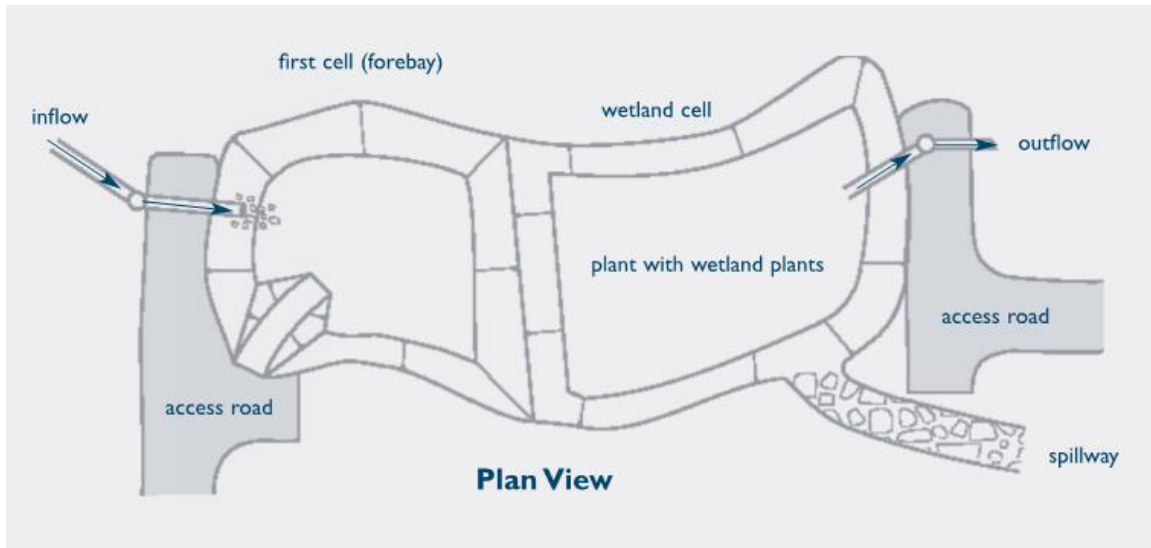 first cell (forebay)
inflow
wetland cell
outflow
plant with wetland plants
access road
access road
spillway
Plan View